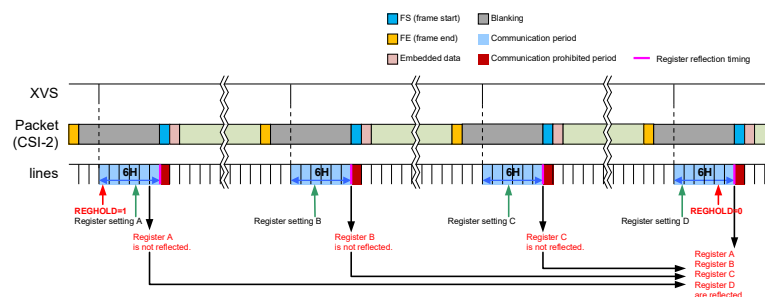 FS (frame start)
Blanking
FE (frame end)
Communication period
Embedded data
Communication prohibited period
Register reflection timing
XVS
Packet
(CSI-2)
lines
6H
6H
6H
6H
REGHOLD=1
Register setting A
Register setting B
Register setting C
Register setting D
REGHOLD=0
Register A
is not reflected.
Register B
is not reflected.
Register C
is not reflected.
Register A
Register B
Register C
Register D
are reflected